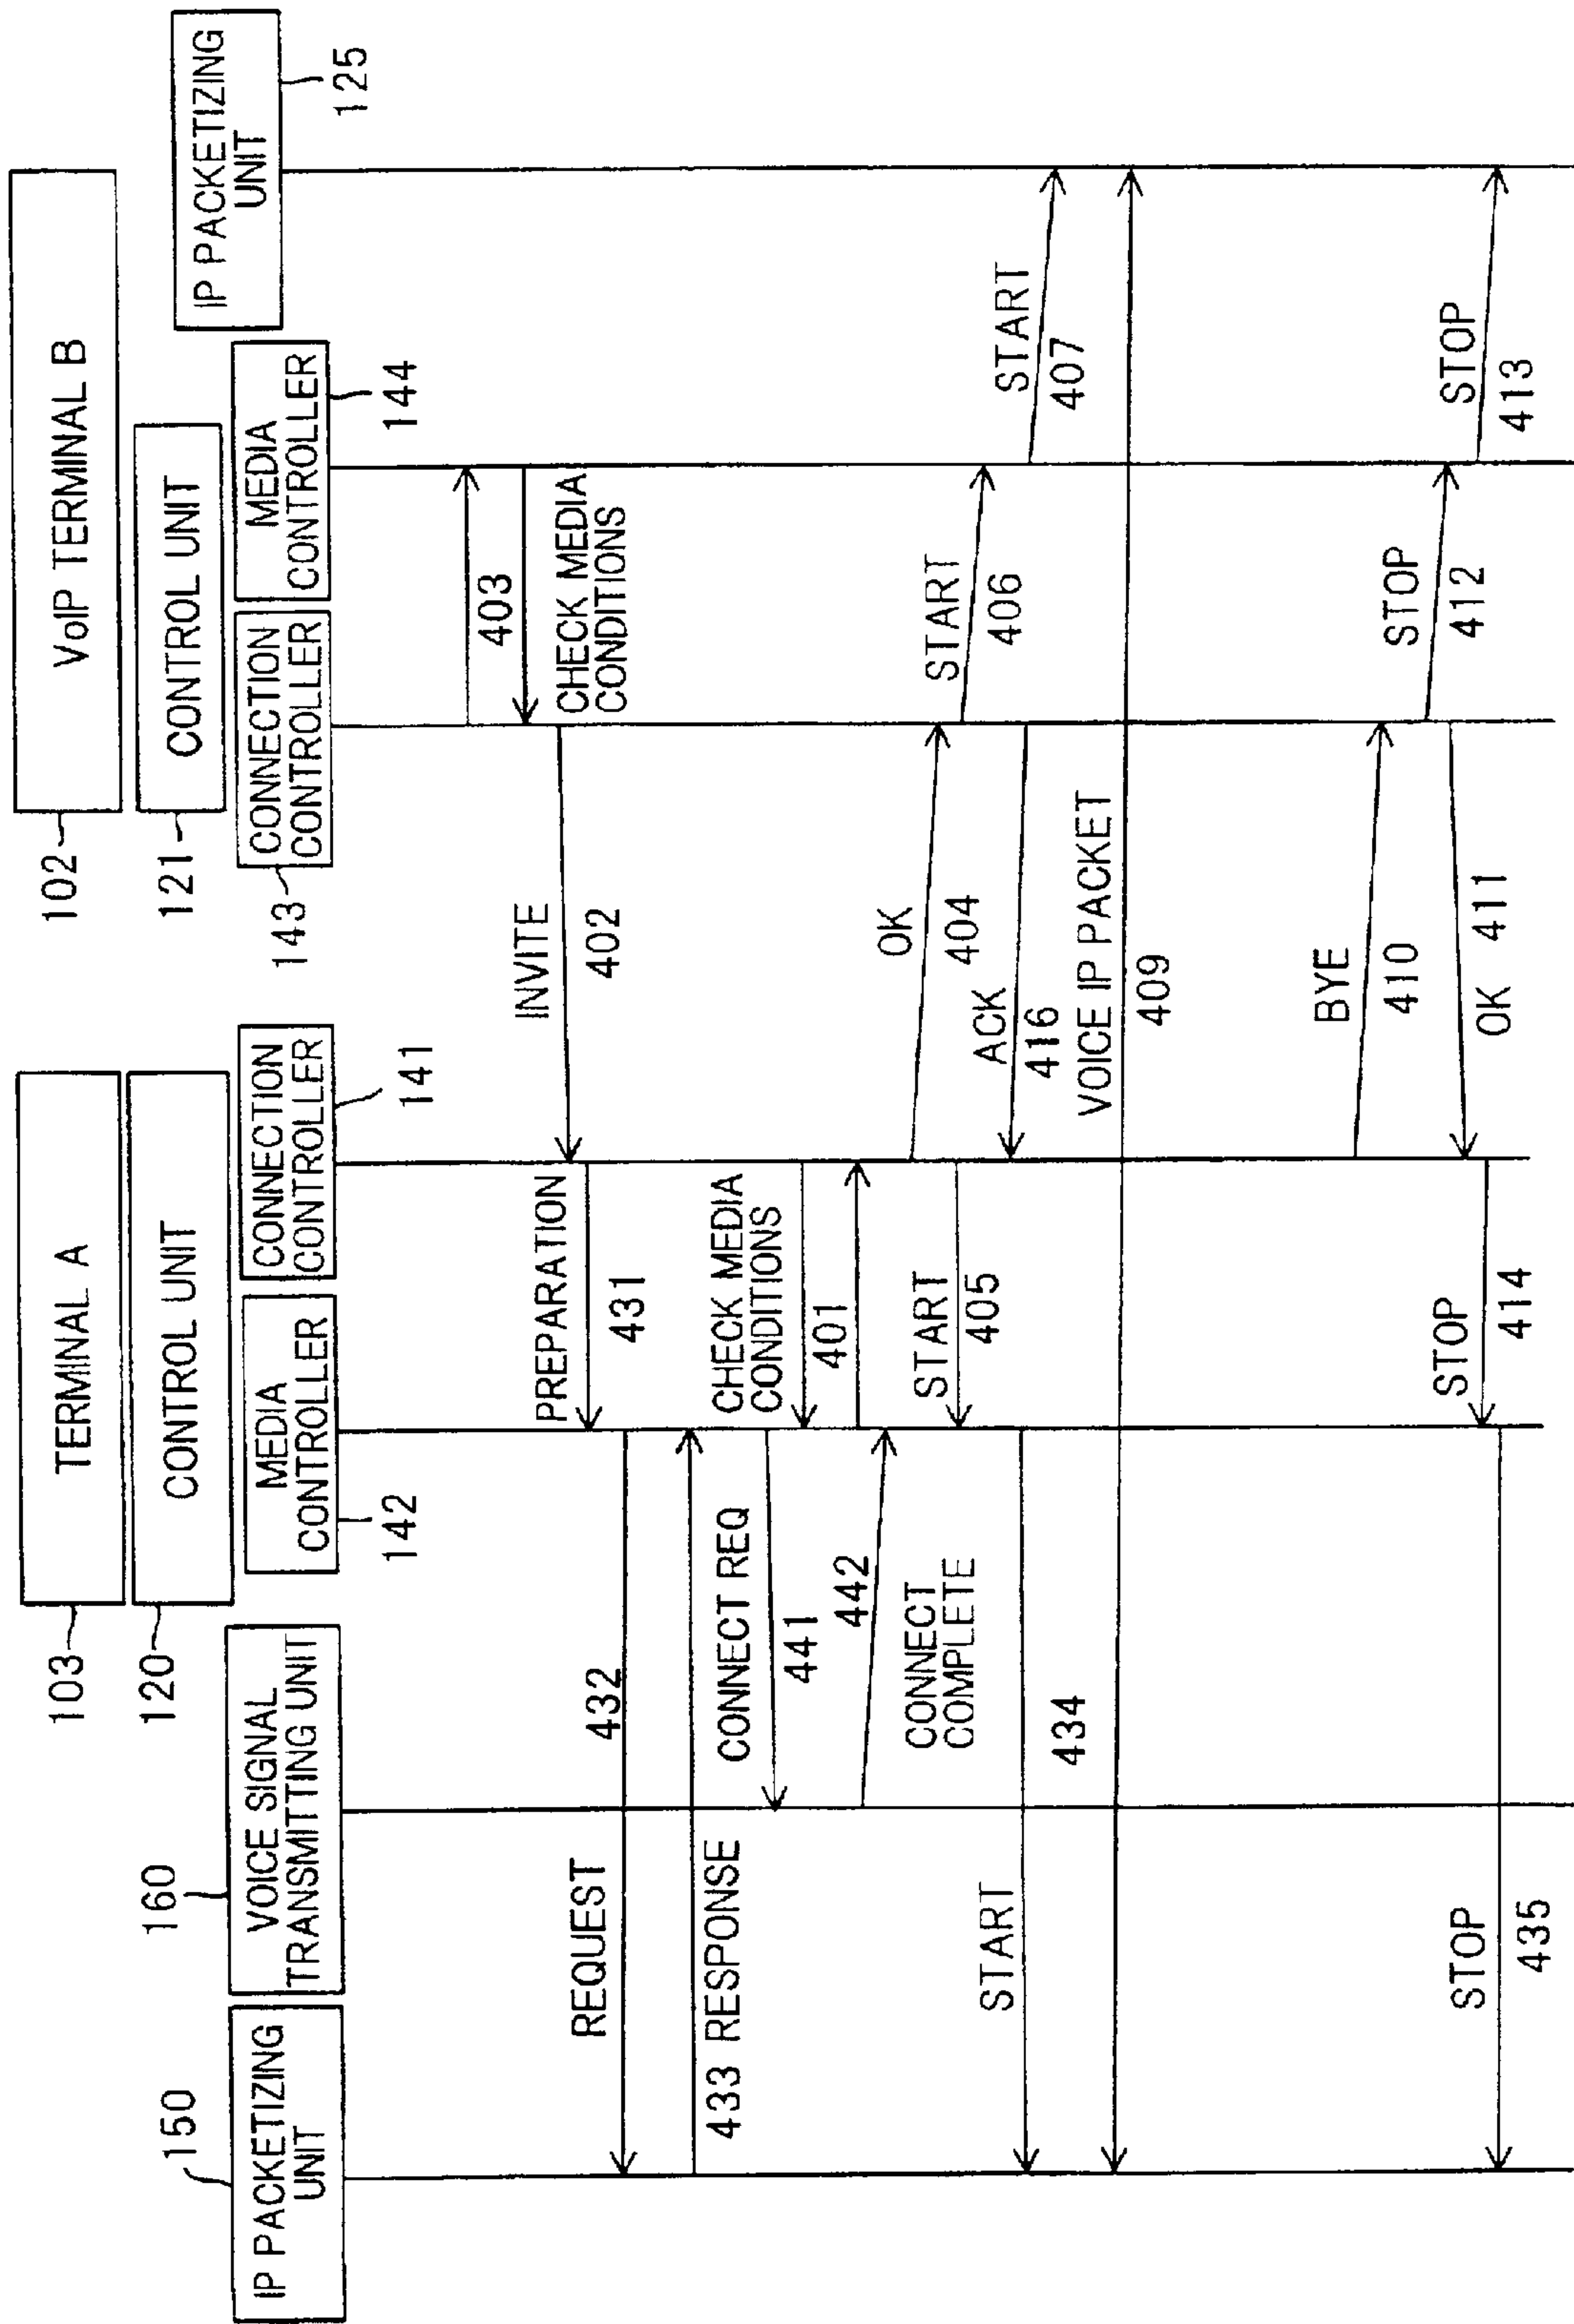 103
TERMINAL A
120
CONTROL UNIT
102
VoIP TERMINAL B
121
CONTROL UNIT
150
IP PACKETIZING
UNIT
160
VOICE SIGNAL
TRANSMITTING UNIT
MEDIA
CONTROLLER
142
CONNECTION
CONTROLLER
141
143
CONNECTION
CONTROLLER
MEDIA
CONTROLLER
144
IP PACKETIZING
UNIT
125
403
CHECK MEDIA
CONDITIONS
INVITE
402
PREPARATION
431
REQUEST
432
433 RESPONSE
CONNECT REQ
441
CHECK MEDIA
CONDITIONS
401
442
CONNECT
COMPLETE
OK
404
START
405
START
406
START
434
ACK
416
START
407
VOICE IP PACKET
409
BYE
410
STOP
412
OK
411
STOP
413
STOP
414
STOP
435